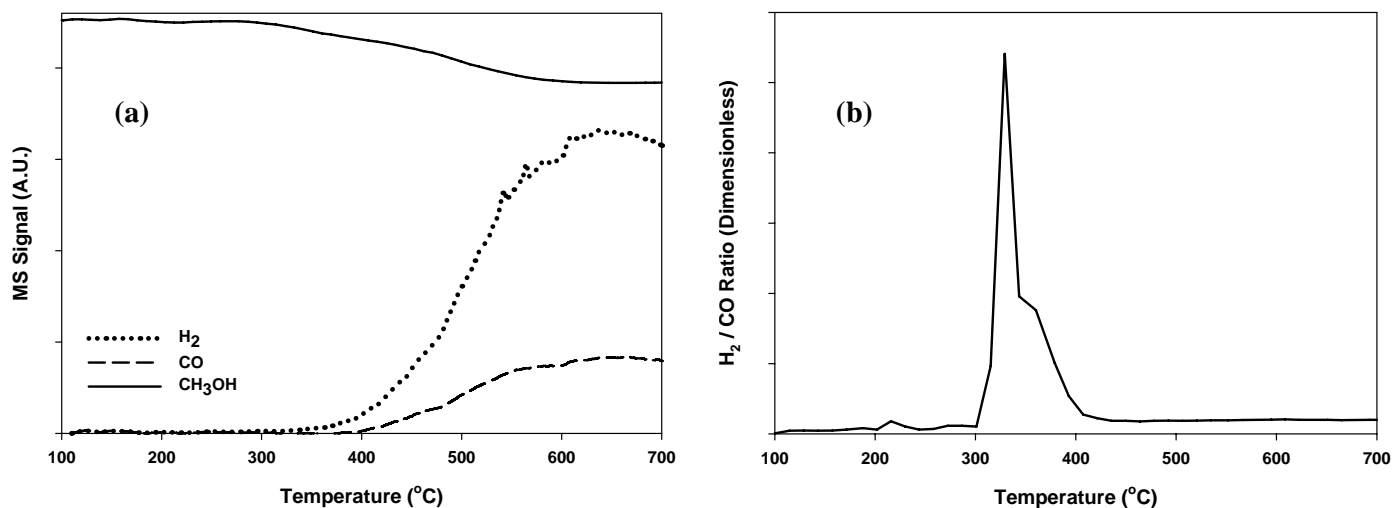 (a)
MS Signal (A.U.)
H2
CO
CH3OH
100 200 300 400 500 600 700
Temperature (oC)
(b)
H2 / CO Ratio (Dimensionless)
100 200 300 400 500 600 700
Temperature (oC)